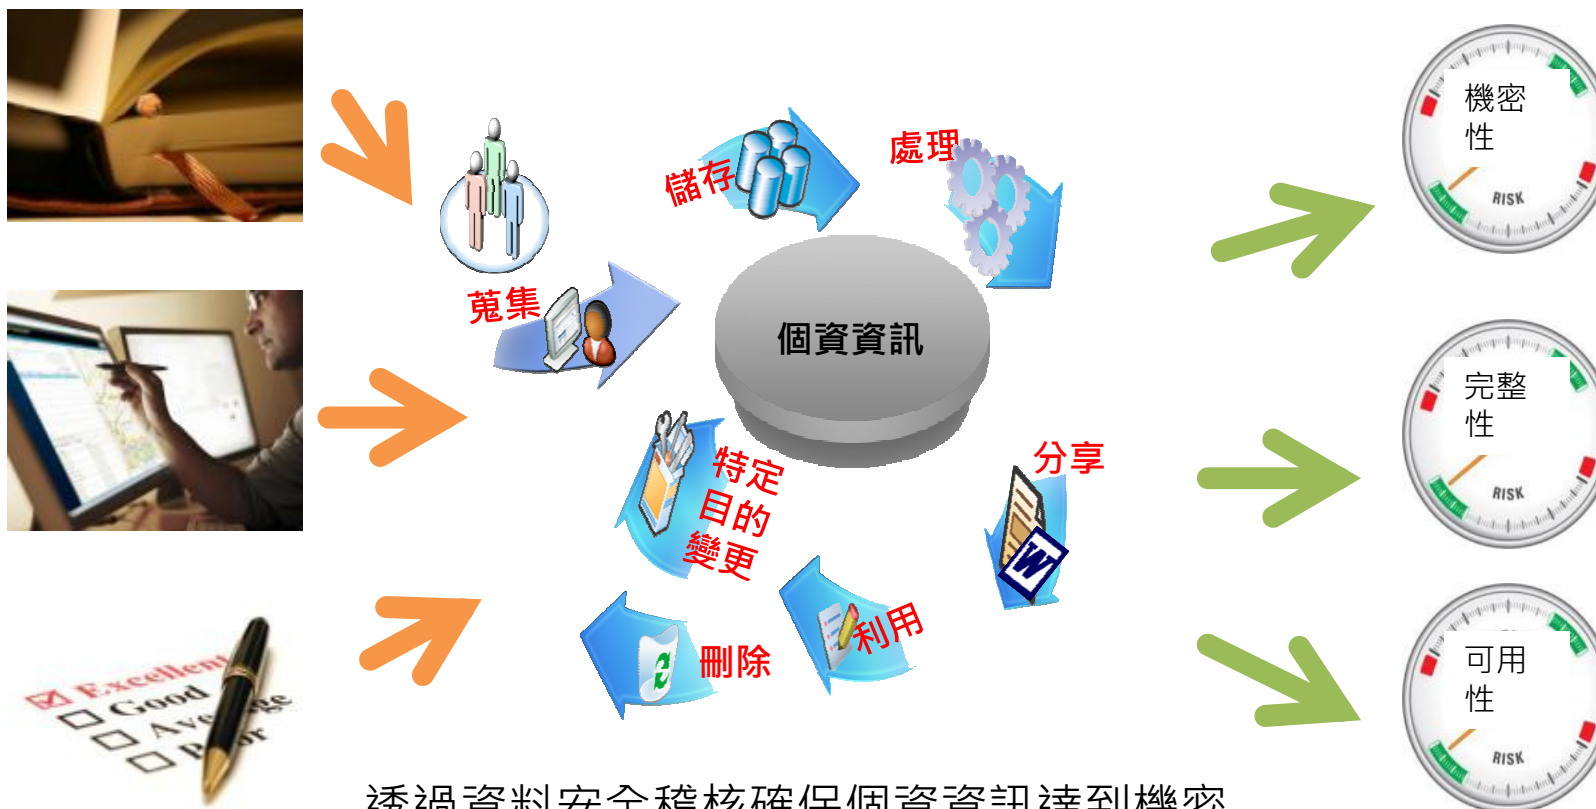 蒐集
儲存
處理
個資資訊
分享
利用
刪除
特定
目的
變更
機密
性
RISK
完整
性
RISK
可用
性
RISK
Excellent
Good
Average
Poor
W
透過資料安全稽核確保個資資訊達到機密